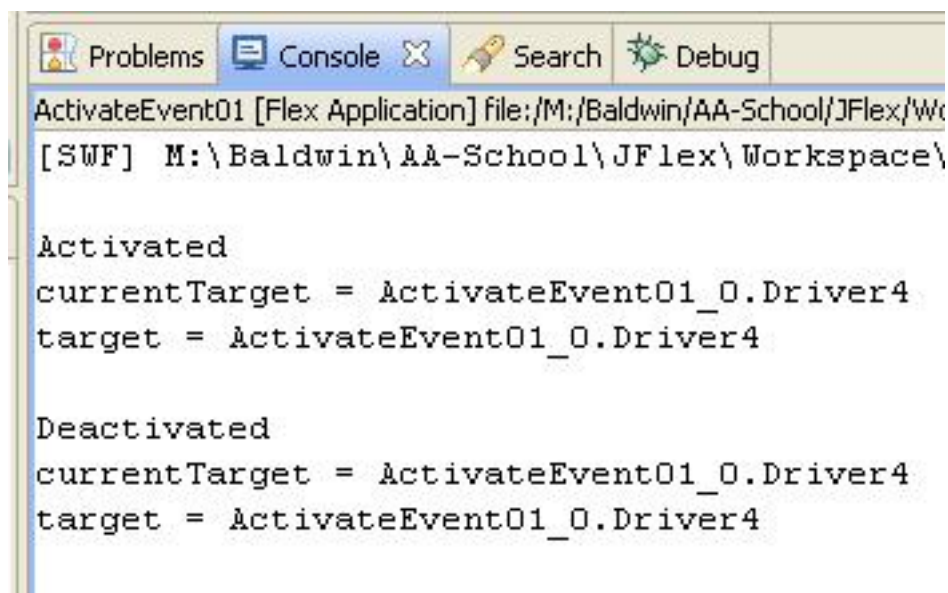 Problems Console Search Debug
ActivateEvent01 [Flex Application] file:/M:/Baldwin/AA-School/JFlex/Wo
[SWF] M:\Baldwin\AA-School\JFlex\Workspace\
Activated
currentTarget = ActivateEvent01_0.Driver4
target = ActivateEvent01_0.Driver4
Deactivated
currentTarget = ActivateEvent01_0.Driver4
target = ActivateEvent01_0.Driver4